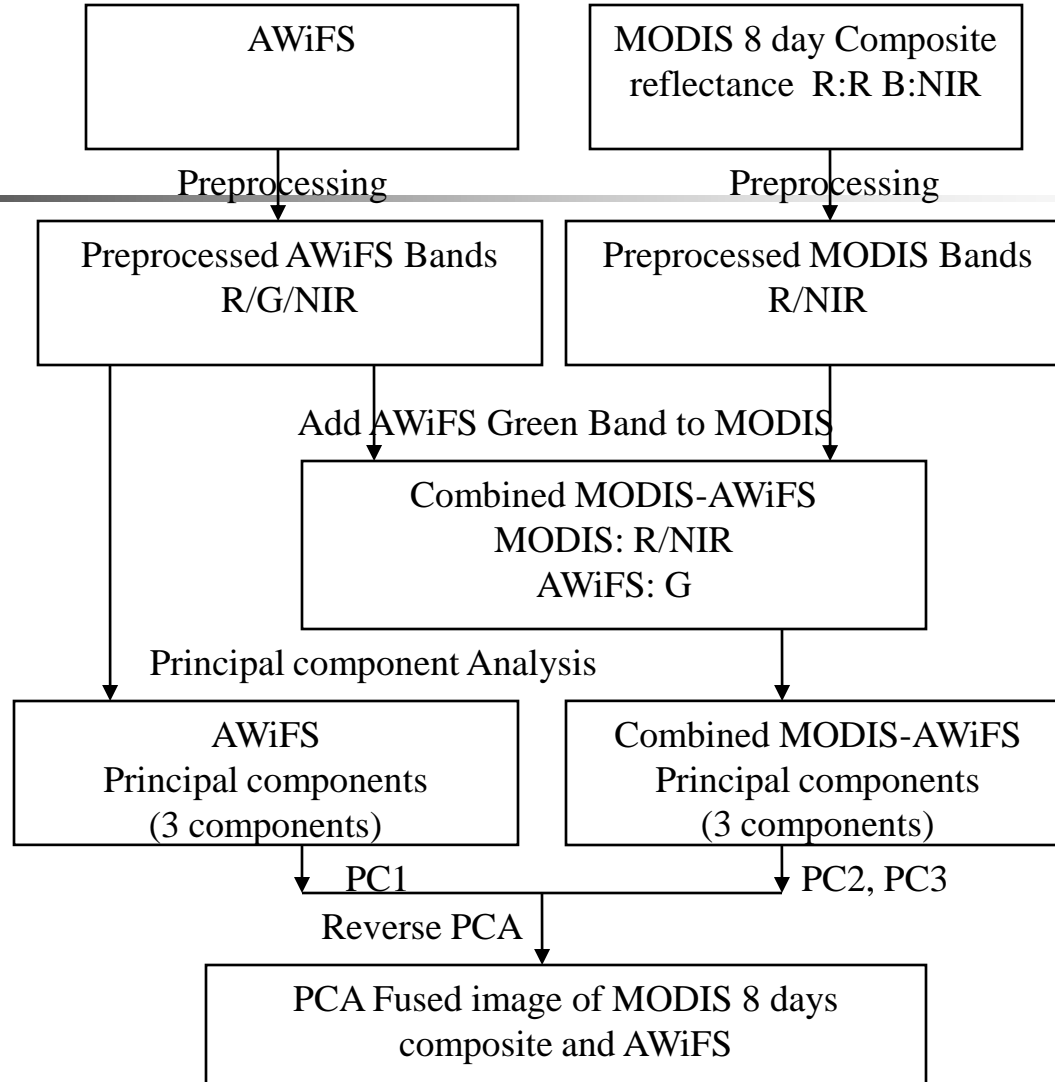 AWiFS
MODIS 8 day Composite
reflectance R:R B:NIR
Preprocessing
Preprocessing
Preprocessed AWiFS Bands
R/G/NIR
Preprocessed MODIS Bands
R/NIR
Add AWiFS Green Band to MODIS
Combined MODIS-AWiFS
MODIS: R/NIR
AWiFS: G
Principal component Analysis
AWiFS
Principal components
(3 components)
Combined MODIS-AWiFS
Principal components
(3 components)
PC1
PC2, PC3
Reverse PCA
PCA Fused image of MODIS 8 days
composite and AWiFS